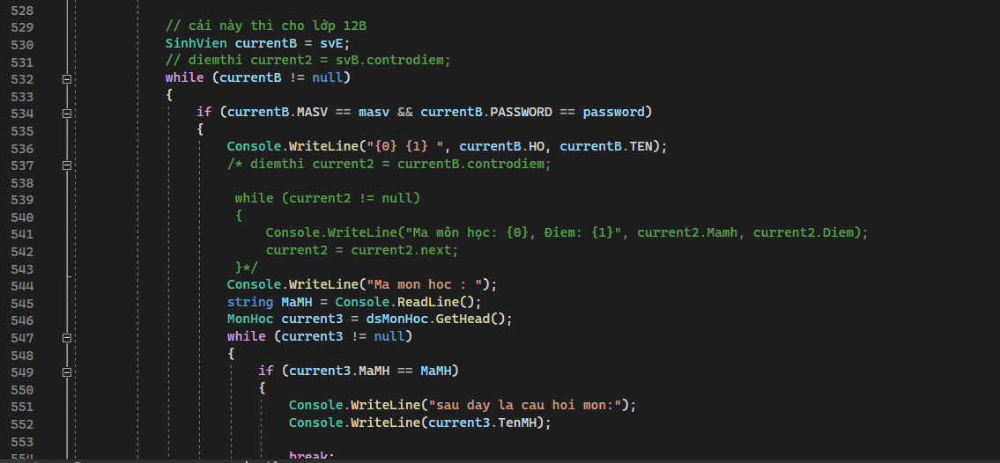 528
529 // cái này thì cho lớp 12B
530 SinhVien currentB = svE;
531 // diemthi current2 = svB.controdiem;
532 while (currentB != null)
533 {
534 if (currentB.MASV == masv && currentB.PASSWORD == password)
535 {
536 Console.WriteLine("{0} {1} ", currentB.HO, currentB.TEN);
537 /* diemthi current2 = currentB.controdiem;
538
539 while (current2 != null)
540 {
541 Console.WriteLine("Ma môn học: {0}, Điem: {1}", current2.Mamh, current2.Diem);
542 current2 = current2.next;
543 }*/
544 Console.WriteLine("Ma mon hoc : ");
545 string MaMH = Console.ReadLine();
546 MonHoc current3 = dsMonHoc.GetHead();
547 while (current3 != null)
548 {
549 if (current3.MaMH == MaMH)
550 {
551 Console.WriteLine("sau day la cau hoi mon:");
552 Console.WriteLine(current3.TenMH);
553
554 break;